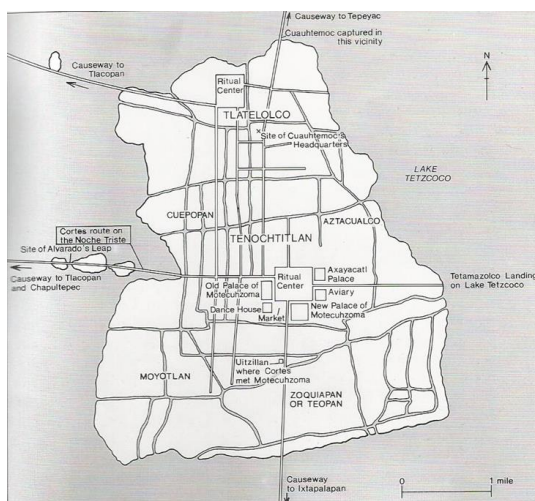 Causeway to Tepeyac
Cuauhtemoc captured in
this vicinity
Causeway to
Tlacopan
N
Ritual
Center
TLATELOLCO
×Site of Cuauhtemoc's
Headquarters
LAKE
TETZCOCO
CUEPOPAN
AZTACUALCO
Cortes route on
the Noche Triste
TENOCHTITLAN
Site of Alvarado's Leap
Causeway to Tlacopan
and Chapultepec
Old Palace of
Motecuhzoma
Ritual
Center
Axayacatl
Palace
Tetamazolco Landing
on Lake Tetzcoco
Aviary
Dance House
Market
New Palace of
Motecuhzoma
Uitzillan
where Cortes
met Motecuhzoma
MOYOTLAN
ZOQUIAPAN
OR TEOPAN
Causeway
to Ixtapalapan
0 1 mile